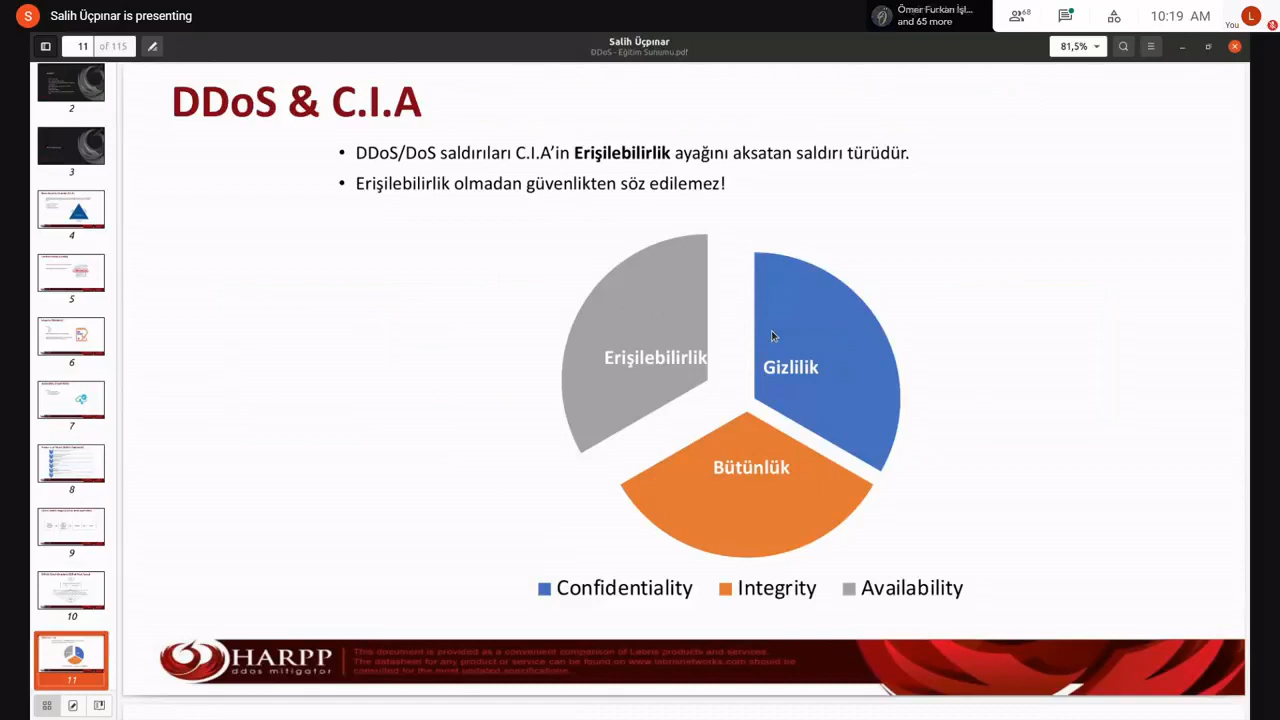 Salih Üçpınar is presenting
Ömer Furkan İşl...
and 65 more
68
10:19 AM
You
L
S
11 of 115
Salih Üçpınar
DDoS - Eğitim Sunumu.pdf
81,5%
2
3
4
5
6
7
8
9
10
11
DDoS & C.I.A
• DDoS/DoS saldırıları C.I.A’in Erişilebilirlik ayağını aksatan saldırı türüdür.
• Erişilebilirlik olmadan güvenlikten söz edilemez!
Erişilebilirlik
Gizlilik
Bütünlük
Confidentiality Integrity Availability
HARPP
ddos mitigator
This document is provided as a convenient comparison of Labris products and services.
The datasheet for any product or service can be found on www.labrisnetworks.com should be
consulted for the most updated specifications.